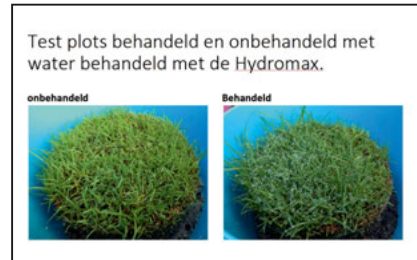 Test plots behandeld en onbehandeld met
water behandeld met de Hydromax.
onbehandeld
Behandeld